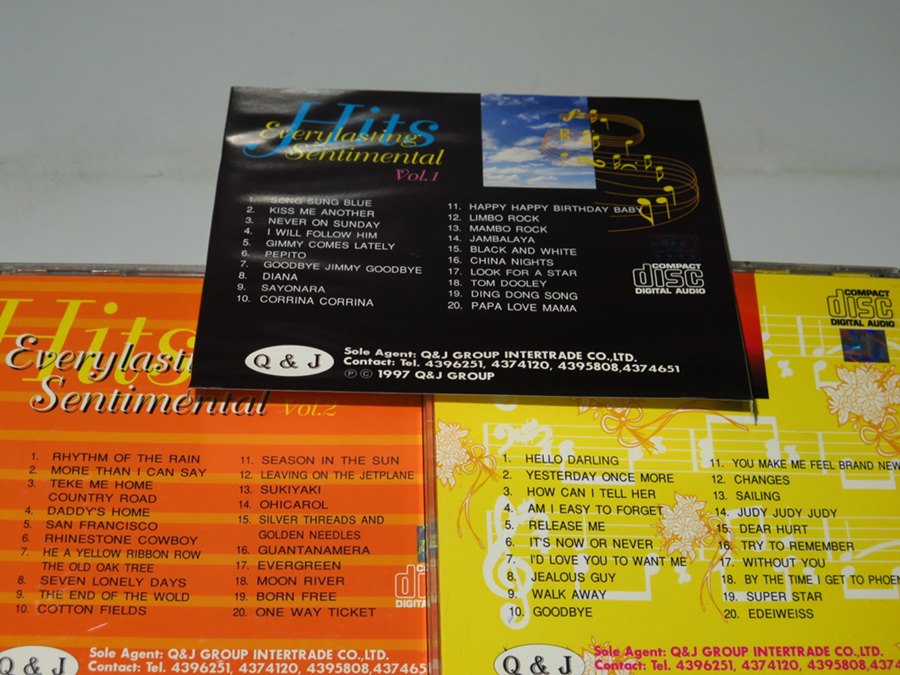 Hits
Everylasting
Sentimental
Vol.1
1. SONG SUNG BLUE
2. KISS ME ANOTHER
3. NEVER ON SUNDAY
4. I WILL FOLLOW HIM
5. GIMMY COMES LATELY
6. PEPITO
7. GOODBYE JIMMY GOODBYE
8. DIANA
9. SAYONARA
10. CORRINA CORRINA
11. HAPPY HAPPY BIRTHDAY BABY
12. LIMBO ROCK
13. MAMBO ROCK
14. JAMBALAYA
15. BLACK AND WHITE
16. CHINA NIGHTS
17. LOOK FOR A STAR
18. TOM DOOLEY
19. DING DONG SONG
20. PAPA LOVE MAMA
COMPACT
disc
DIGITAL AUDIO
Q & J
Sole Agent: Q&J GROUP INTERTRADE CO.,LTD.
Contact: Tel. 4396251, 4374120, 4395808,4374651
Ⓟ © 1997 Q&J GROUP
Hits
Everylasti
Sentimental Vol.2
1. RHYTHM OF THE RAIN
2. MORE THAN I CAN SAY
3. TEKE ME HOME
COUNTRY ROAD
4. DADDY'S HOME
5. SAN FRANCISCO
6. RHINESTONE COWBOY
7. HE A YELLOW RIBBON ROW
THE OLD OAK TREE
8. SEVEN LONELY DAYS
9. THE END OF THE WOLD
10. COTTON FIELDS
11. SEASON IN THE SUN
12. LEAVING ON THE JETPLANE
13. SUKIYAKI
14. OHICAROL
15. SILVER THREADS AND
GOLDEN NEEDLES
16. GUANTANAMERA
17. EVERGREEN
18. MOON RIVER
19. BORN FREE
20. ONE WAY TICKET
dis
DIGITA
Q & J
Sole Agent: Q&J GROUP INTERTRADE CO.,LTD.
Contact: Tel. 4396251, 4374120, 4395808,4374651
COMPACT
disc
DIGITAL AUDIO
1. HELLO DARLING
2. YESTERDAY ONCE MORE
3. HOW CAN I TELL HER
4. AM I EASY TO FORGET
5. RELEASE ME
6. IT'S NOW OR NEVER
7. I'D LOVE YOU TO WANT ME
8. JEALOUS GUY
9. WALK AWAY
10. GOODBYE
11. YOU MAKE ME FEEL BRAND NEW
12. CHANGES
13. SAILING
14. JUDY JUDY JUDY
15. DEAR HURT
16. TRY TO REMEMBER
17. WITHOUT YOU
18. BY THE TIME I GET TO PHOEN
19. SUPER STAR
20. EDEIWEISS
Q & J
Sole Agent: Q&J GROUP INTERTRADE CO.,LTD.
Contact: Tel. 4396251, 4374120, 4395808,4374